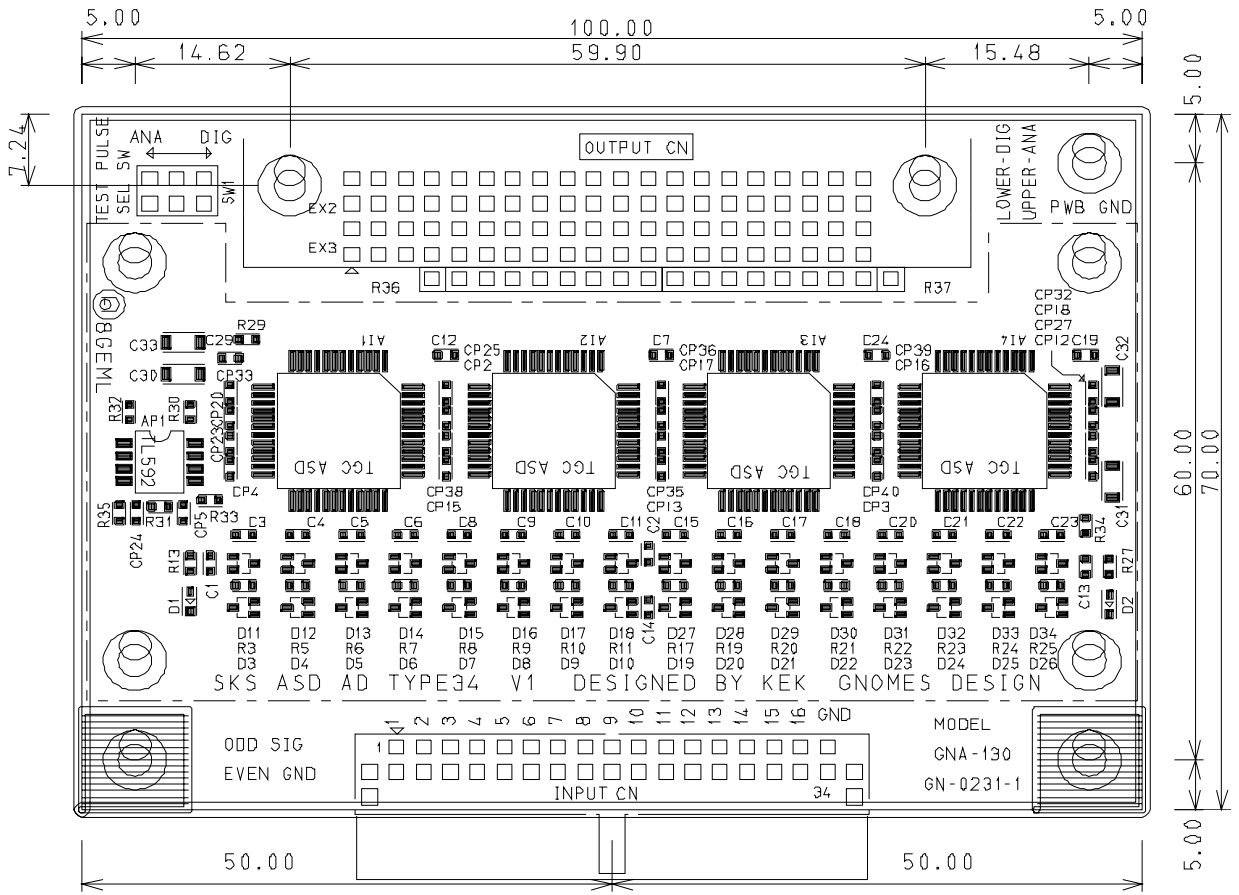 5.00 100.00 5.00
14.62 59.90 15.48
5.00
7.24
TEST PULSE
SEL SW
ANA DIG
SW1
OUTPUT CN
LOWER-DIG
UPPER-ANA
PWB GND
EX2
EX3
R36 R37
8GEML
C33
C30
C29
R29
CP33
C12
CP25
CP2
C7
CP36
CP17
C24
CP39
CP16
CP32
CP18
CP27
CP12
C19
C32
AI1 AI2 AI3 AI4
R32
R30
CP20
CP23
AP1
TL592
TGC ASD TGC ASD TGC ASD TGC ASD
CP4
CP38
CP15
CP35
CP13
CP40
CP3
C31
R35
CP24
R31
CP5
R33
R34
C3 C4 C5 C6 C8 C9 C10 C11 C2 C15 C16 C17 C18 C20 C21 C22 C23
R13
C1
D1
C14
C13
R27
D2
D11 D12 D13 D14 D15 D16 D17 D18 D27 D28 D29 D30 D31 D32 D33 D34
R3 R5 R6 R7 R8 R9 R10 R11 R17 R19 R20 R21 R22 R23 R24 R25
D3 D4 D5 D6 D7 D8 D9 D10 D19 D20 D21 D22 D23 D24 D25 D26
SKS ASD AD TYPE34 V1 DESIGNED BY KEK GNOMES DESIGN
1 2 3 4 5 6 7 8 9 10 11 12 13 14 15 16 GND
ODD SIG
EVEN GND
1
34
INPUT CN
MODEL
GNA-130
GN-0231-1
60.00
70.00
5.00
50.00 50.00